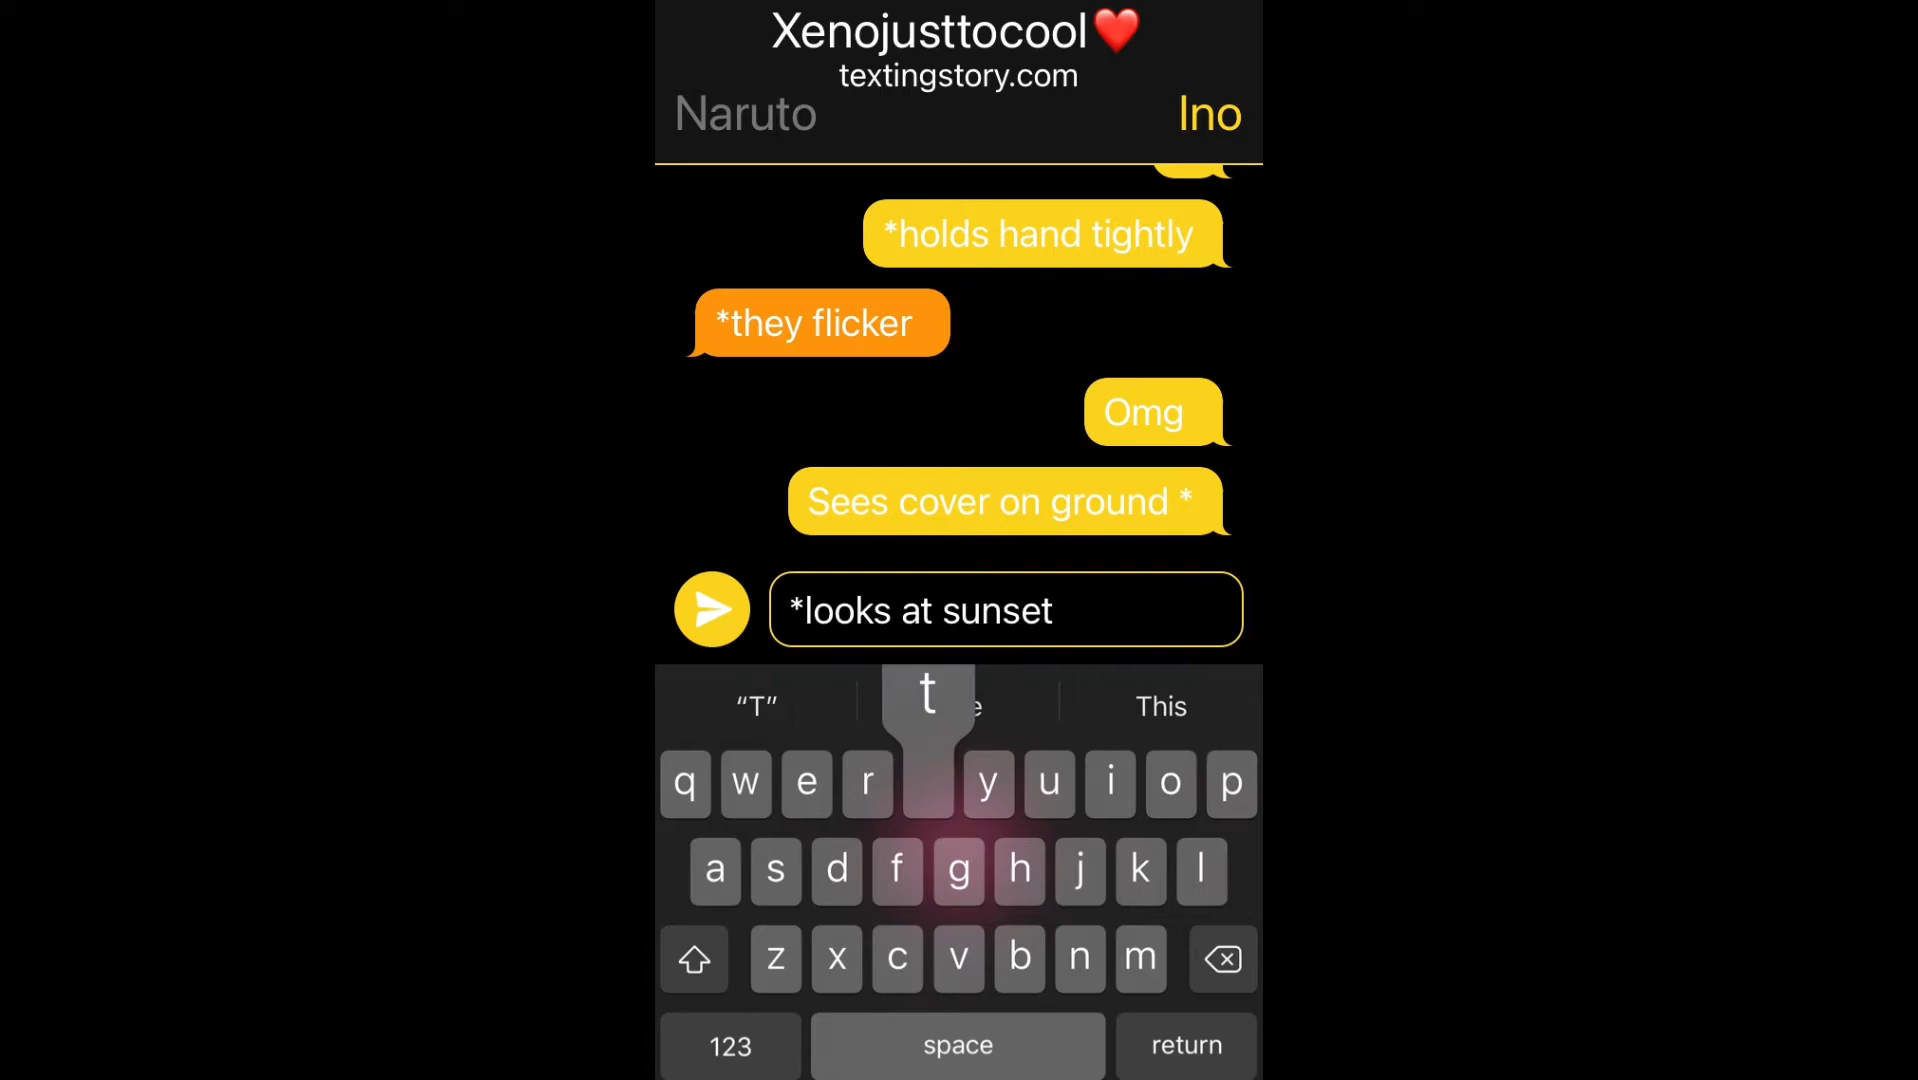 Xenojusttocool❤️
textingstory.com
Naruto
Ino
*holds hand tightly
*they flicker
Omg
Sees cover on ground *
*looks at sunset
“T”
t
This
q w e r y u i o p
a s d f g h j k l
z x c v b n m
123
space
return